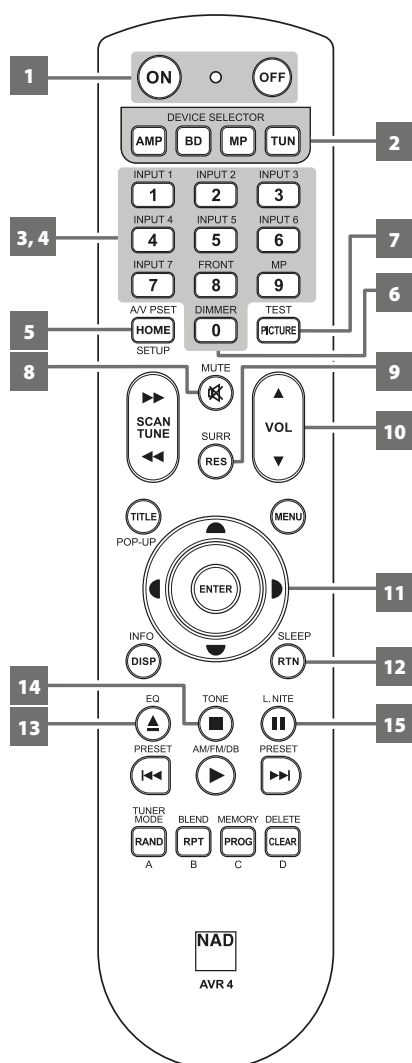 1
ON
OFF
DEVICE SELECTOR
AMP BD MP TUN
2
INPUT 1 INPUT 2 INPUT 3
1 2 3
3, 4
INPUT 4 INPUT 5 INPUT 6
4 5 6
7
INPUT 7 FRONT MP
7 8 9
6
A/V PSET DIMMER TEST
5
HOME 0 PICTURE
SETUP
8
MUTE
9
SCAN
TUNE
SURR
RES
VOL
10
TITLE
POP-UP
MENU
ENTER
11
INFO
DISP
SLEEP
RTN
12
14
EQ TONE L. NITE
13
15
PRESET AM/FM/DB PRESET
TUNER
MODE BLEND MEMORY DELETE
RAND RPT PROG CLEAR
A B C D
NAD
AVR 4